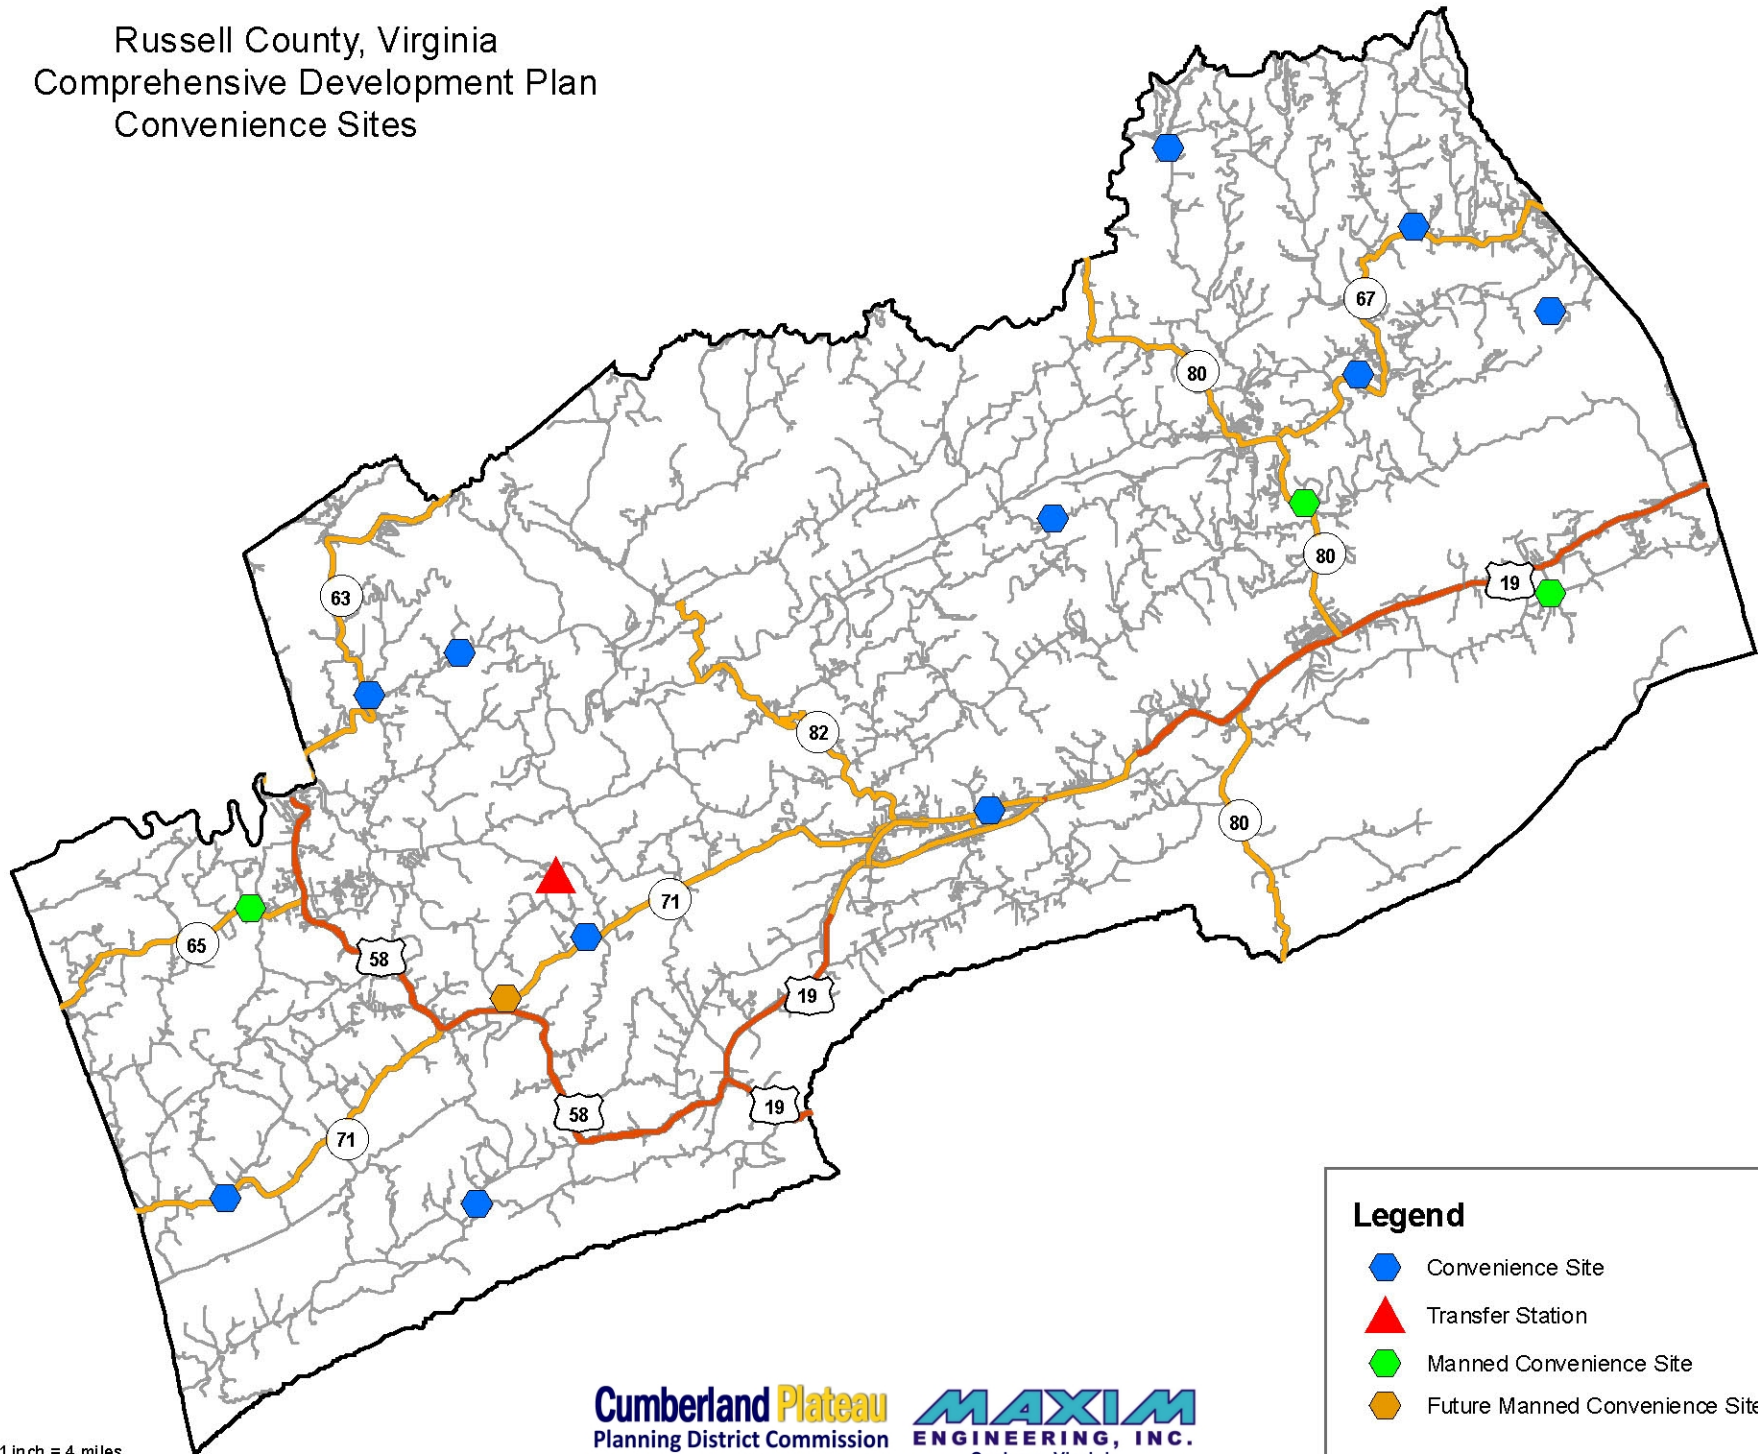 Russell County, Virginia
Comprehensive Development Plan
Convenience Sites
67
80
80
19
63
82
80
71
65
58
19
58
19
71
Legend
Convenience Site
Transfer Station
Manned Convenience Site
Future Manned Convenience Site
Cumberland Plateau
Planning District Commission
MAXIM
ENGINEERING, INC.
1 inch = 4 miles